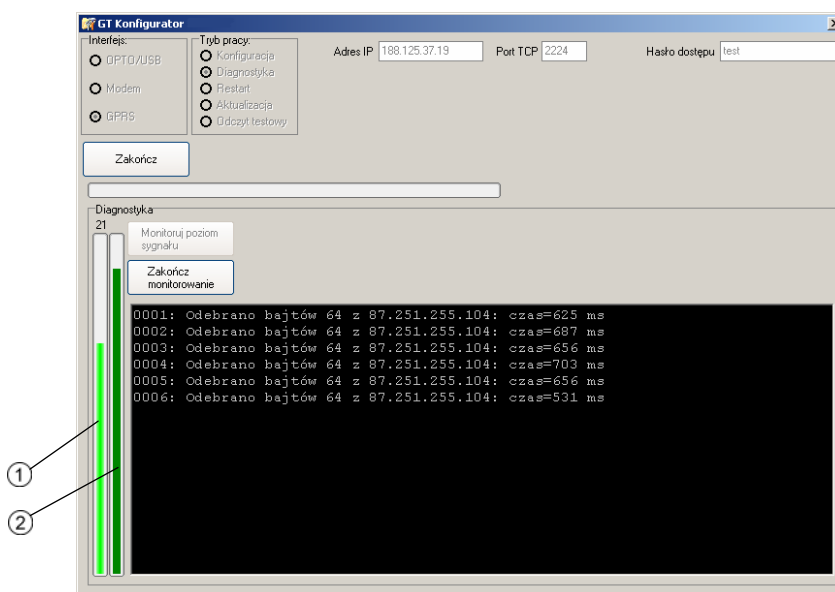 GT Konfigurator
Interfejs:
OPTO/USB
Modem
GPRS
Tryb pracy:
Konfiguracja
Diagnostyka
Restart
Aktualizacja
Odczyt testowy
Adres IP 188.125.37.19 Port TCP 2224 Hasło dostępu test
Zakończ
Diagnostyka
21
Monitoruj poziom
sygnału
Zakończ
monitorowanie
0001: Odebrano bajtów 64 z 87.251.255.104: czas=625 ms
0002: Odebrano bajtów 64 z 87.251.255.104: czas=687 ms
0003: Odebrano bajtów 64 z 87.251.255.104: czas=656 ms
0004: Odebrano bajtów 64 z 87.251.255.104: czas=703 ms
0005: Odebrano bajtów 64 z 87.251.255.104: czas=656 ms
0006: Odebrano bajtów 64 z 87.251.255.104: czas=531 ms
1
2